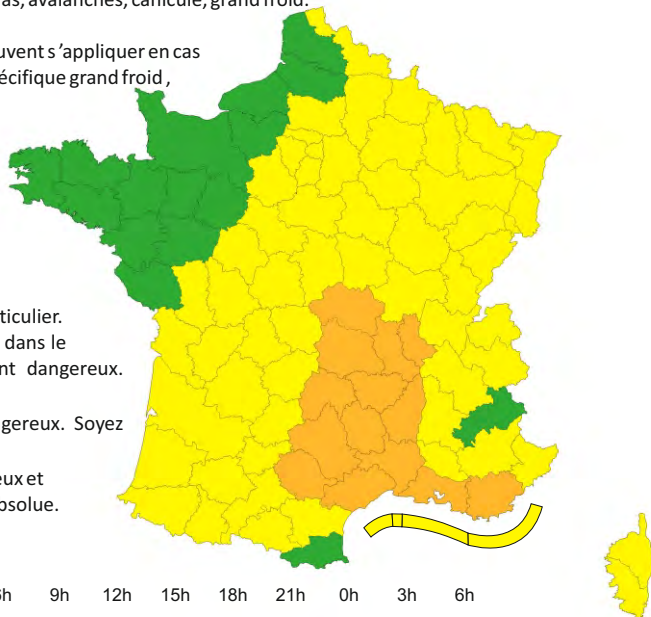 as, avalanches, canicule, grand froid.
uvent s'appliquer en cas
écifique grand froid ,
ticulier.
dans le
nt dangereux.
gereux. Soyez
eux et
bsolue.
6h 9h 12h 15h 18h 21h 0h 3h 6h